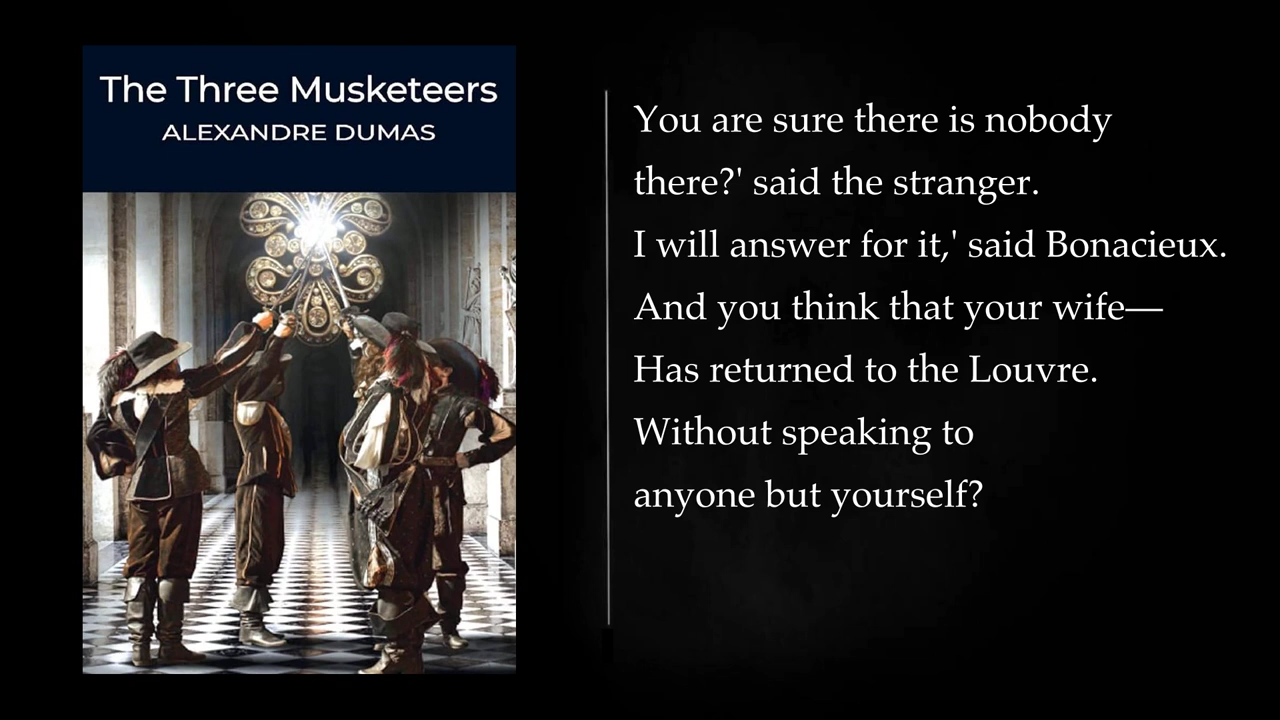 The Three Musketeers
ALEXANDRE DUMAS
You are sure there is nobody
there?' said the stranger.
I will answer for it,' said Bonacieux.
And you think that your wife—
Has returned to the Louvre.
Without speaking to
anyone but yourself?